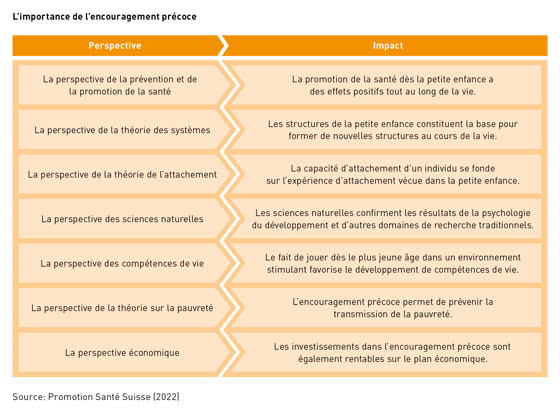 L’importance de l’encouragement précoce
Perspective
Impact
La perspective de la prévention et de
la promotion de la santé
La promotion de la santé dès la petite enfance a
des effets positifs tout au long de la vie.
La perspective de la théorie des systèmes
Les structures de la petite enfance constituent la base pour
former de nouvelles structures au cours de la vie.
La perspective de la théorie de l’attachement
La capacité d’attachement d’un individu se fonde
sur l’expérience d’attachement vécue dans la petite enfance.
La perspective des sciences naturelles
Les sciences naturelles confirment les résultats de la psychologie
du développement et d’autres domaines de recherche traditionnels.
La perspective des compétences de vie
Le fait de jouer dès le plus jeune âge dans un environnement
stimulant favorise le développement de compétences de vie.
La perspective de la théorie sur la pauvreté
L’encouragement précoce permet de prévenir la
transmission de la pauvreté.
La perspective économique
Les investissements dans l’encouragement précoce sont
également rentables sur le plan économique.
Source: Promotion Santé Suisse (2022)